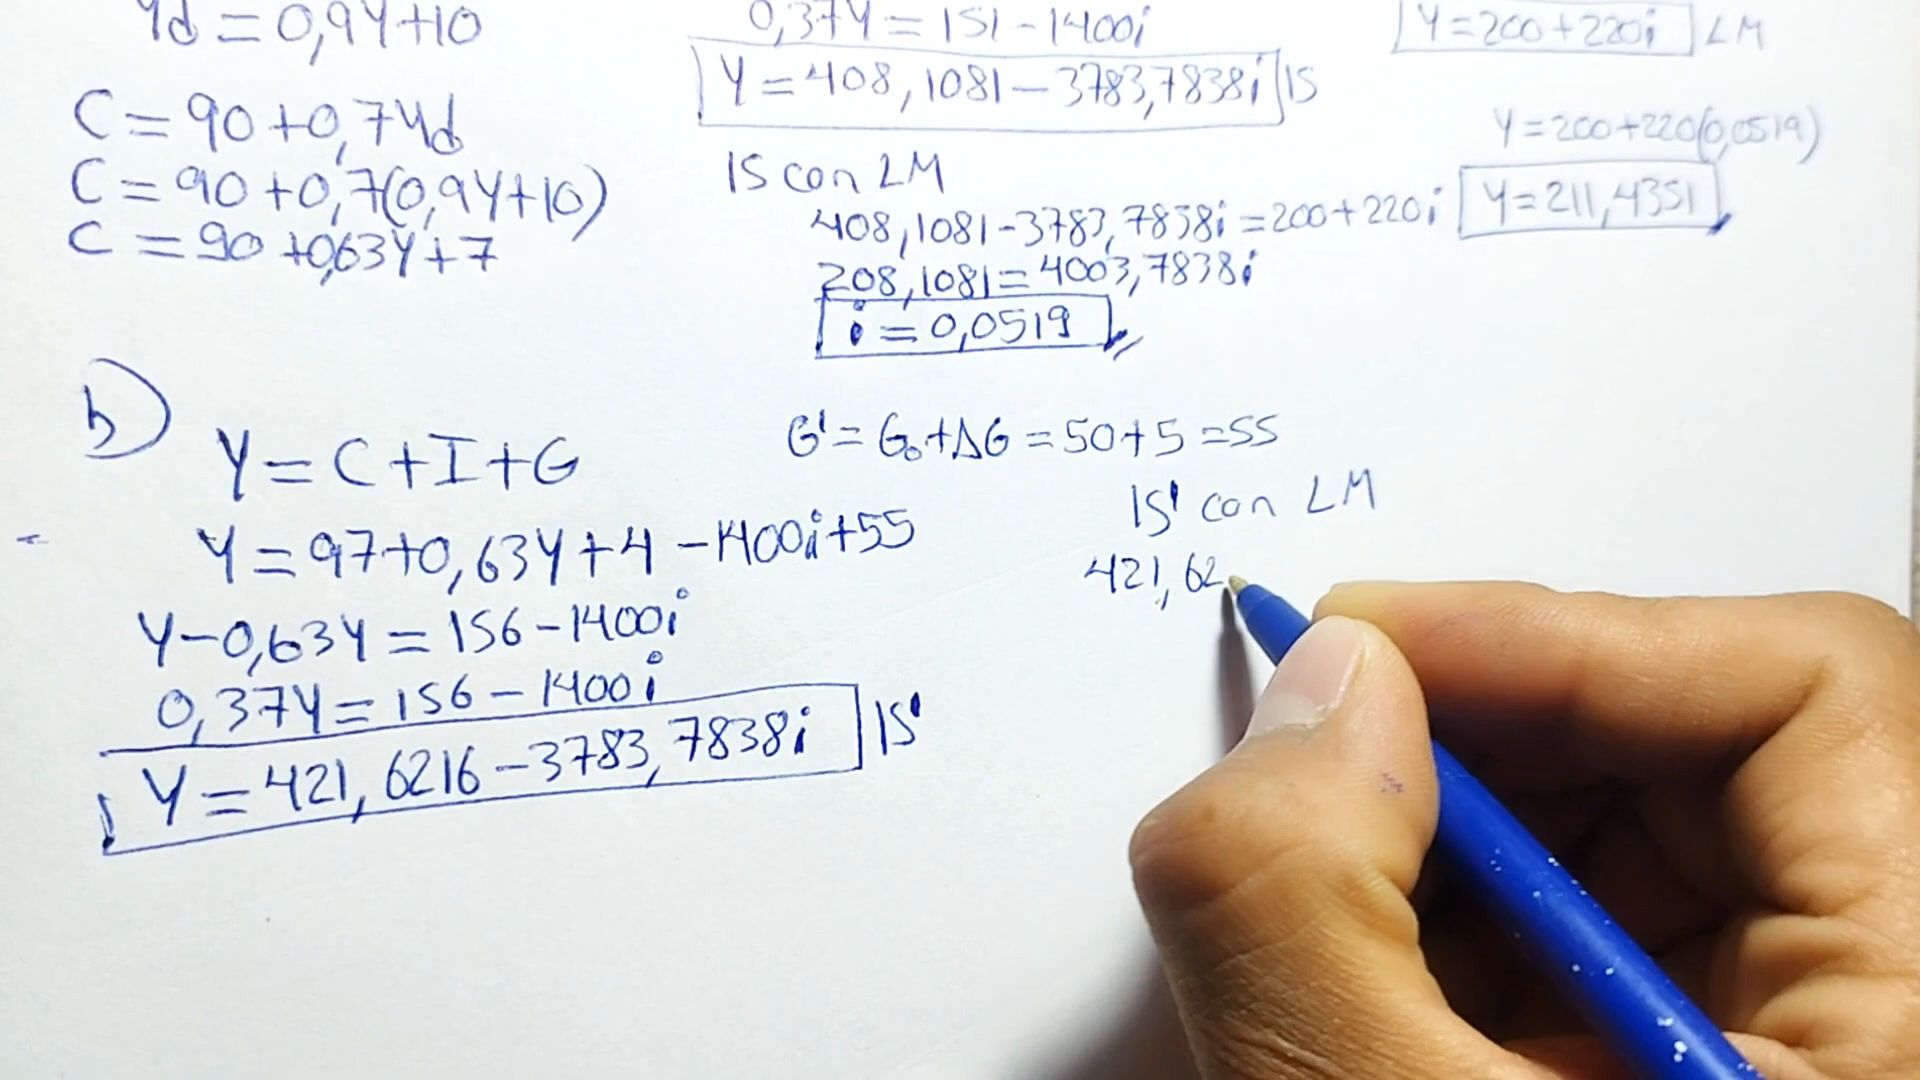 Yd = 0,9Y+10
C = 90+0,7Yd
C = 90+0,7(0,9Y+10)
C = 90+0,63Y+7
0,37Y = 151-1400i
Y = 408,1081-3783,7838i IS
IS con LM
408,1081-3783,7838i = 200+220i
208,1081 = 4003,7838i
i = 0,0519
Y = 200+220i LM
Y = 200+220(0,0519)
Y = 211,4351
b)
Y = C+I+G
Y = 97+0,63Y+4-1400i+55
Y-0,63Y = 156-1400i
0,37Y = 156-1400i
Y = 421,6216-3783,7838i IS'
G' = G₀+ΔG = 50+5 = 55
IS' con LM
421,62